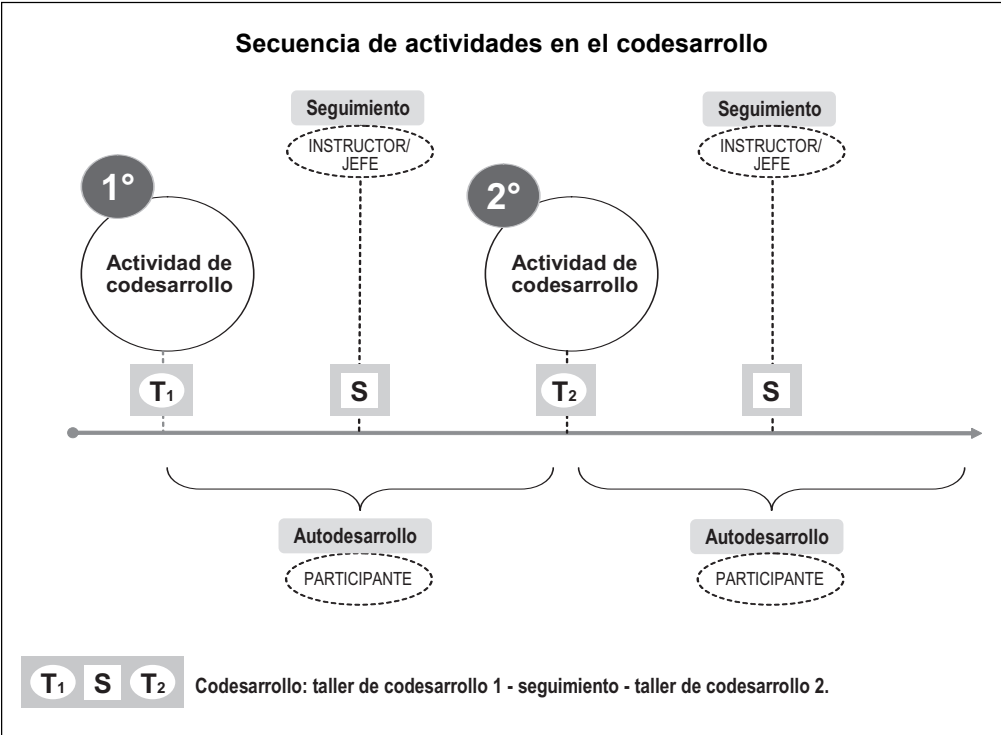 Secuencia de actividades en el codesarrollo
Seguimiento
INSTRUCTOR/
JEFE
Seguimiento
INSTRUCTOR/
JEFE
1°
Actividad de
codesarrollo
2°
Actividad de
codesarrollo
T1
S
T2
S
Autodesarrollo
PARTICIPANTE
Autodesarrollo
PARTICIPANTE
T1 S T2 Codesarrollo: taller de codesarrollo 1 - seguimiento - taller de codesarrollo 2.